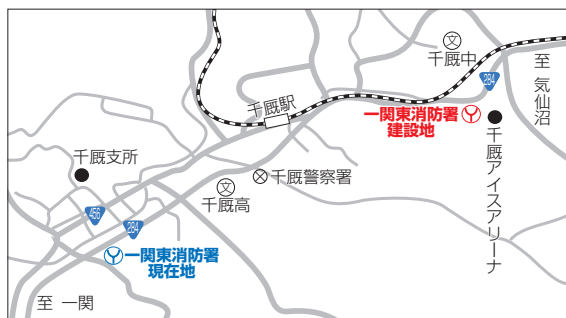 文
千厩中
284
至 気仙沼
千厩駅
一関東消防署
建設地
千厩アイスアリーナ
千厩支所
千厩警察署
文
千厩高
456
284
一関東消防署
現在地
至 一関